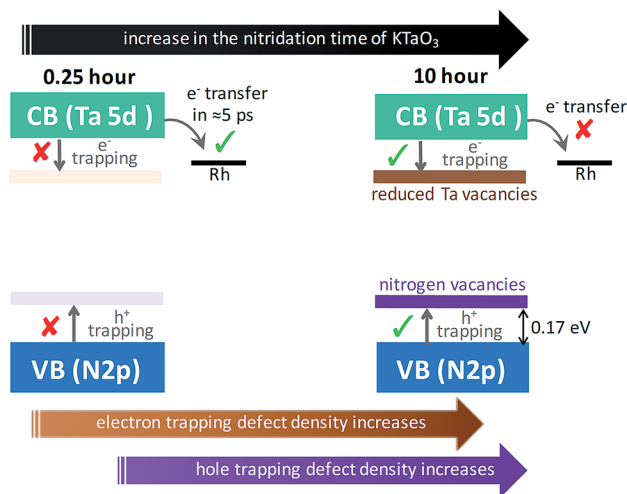 increase in the nitridation time of KTaO₃
0.25 hour
10 hour
CB (Ta 5d )
e⁻ transfer
in ≈5 ps
✓
✘
e⁻
trapping
Rh
CB (Ta 5d )
e⁻ transfer
✘
✓
e⁻
trapping
Rh
reduced Ta vacancies
✘
h⁺
trapping
VB (N2p)
nitrogen vacancies
✓
h⁺
trapping
0.17 eV
VB (N2p)
electron trapping defect density increases
hole trapping defect density increases